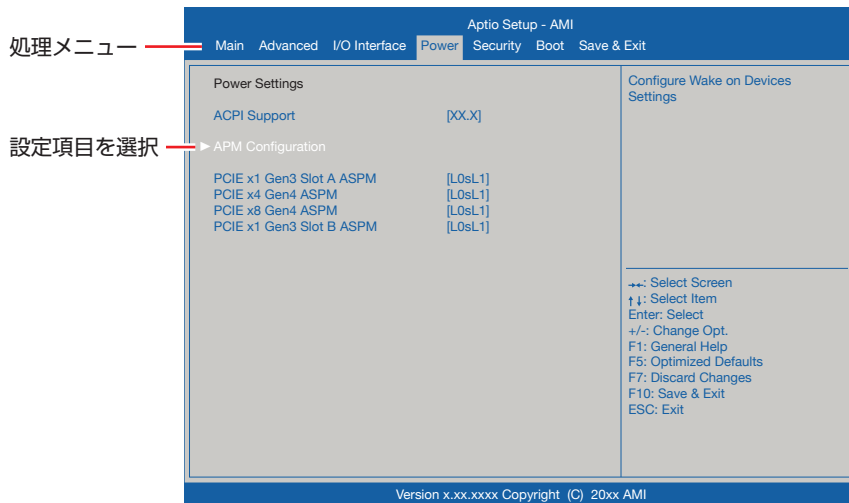 Aptio Setup - AMI
処理メニュー
Main Advanced I/O Interface Power Security Boot Save & Exit
Power Settings
ACPI Support [XX.X]
設定項目を選択
▶ APM Configuration
PCIE x1 Gen3 Slot A ASPM [L0sL1]
PCIE x4 Gen4 ASPM [L0sL1]
PCIE x8 Gen4 ASPM [L0sL1]
PCIE x1 Gen3 Slot B ASPM [L0sL1]
Configure Wake on Devices
Settings
→←: Select Screen
↑↓: Select Item
Enter: Select
+/-: Change Opt.
F1: General Help
F5: Optimized Defaults
F7: Discard Changes
F10: Save & Exit
ESC: Exit
Version x.xx.xxxx Copyright (C) 20xx AMI